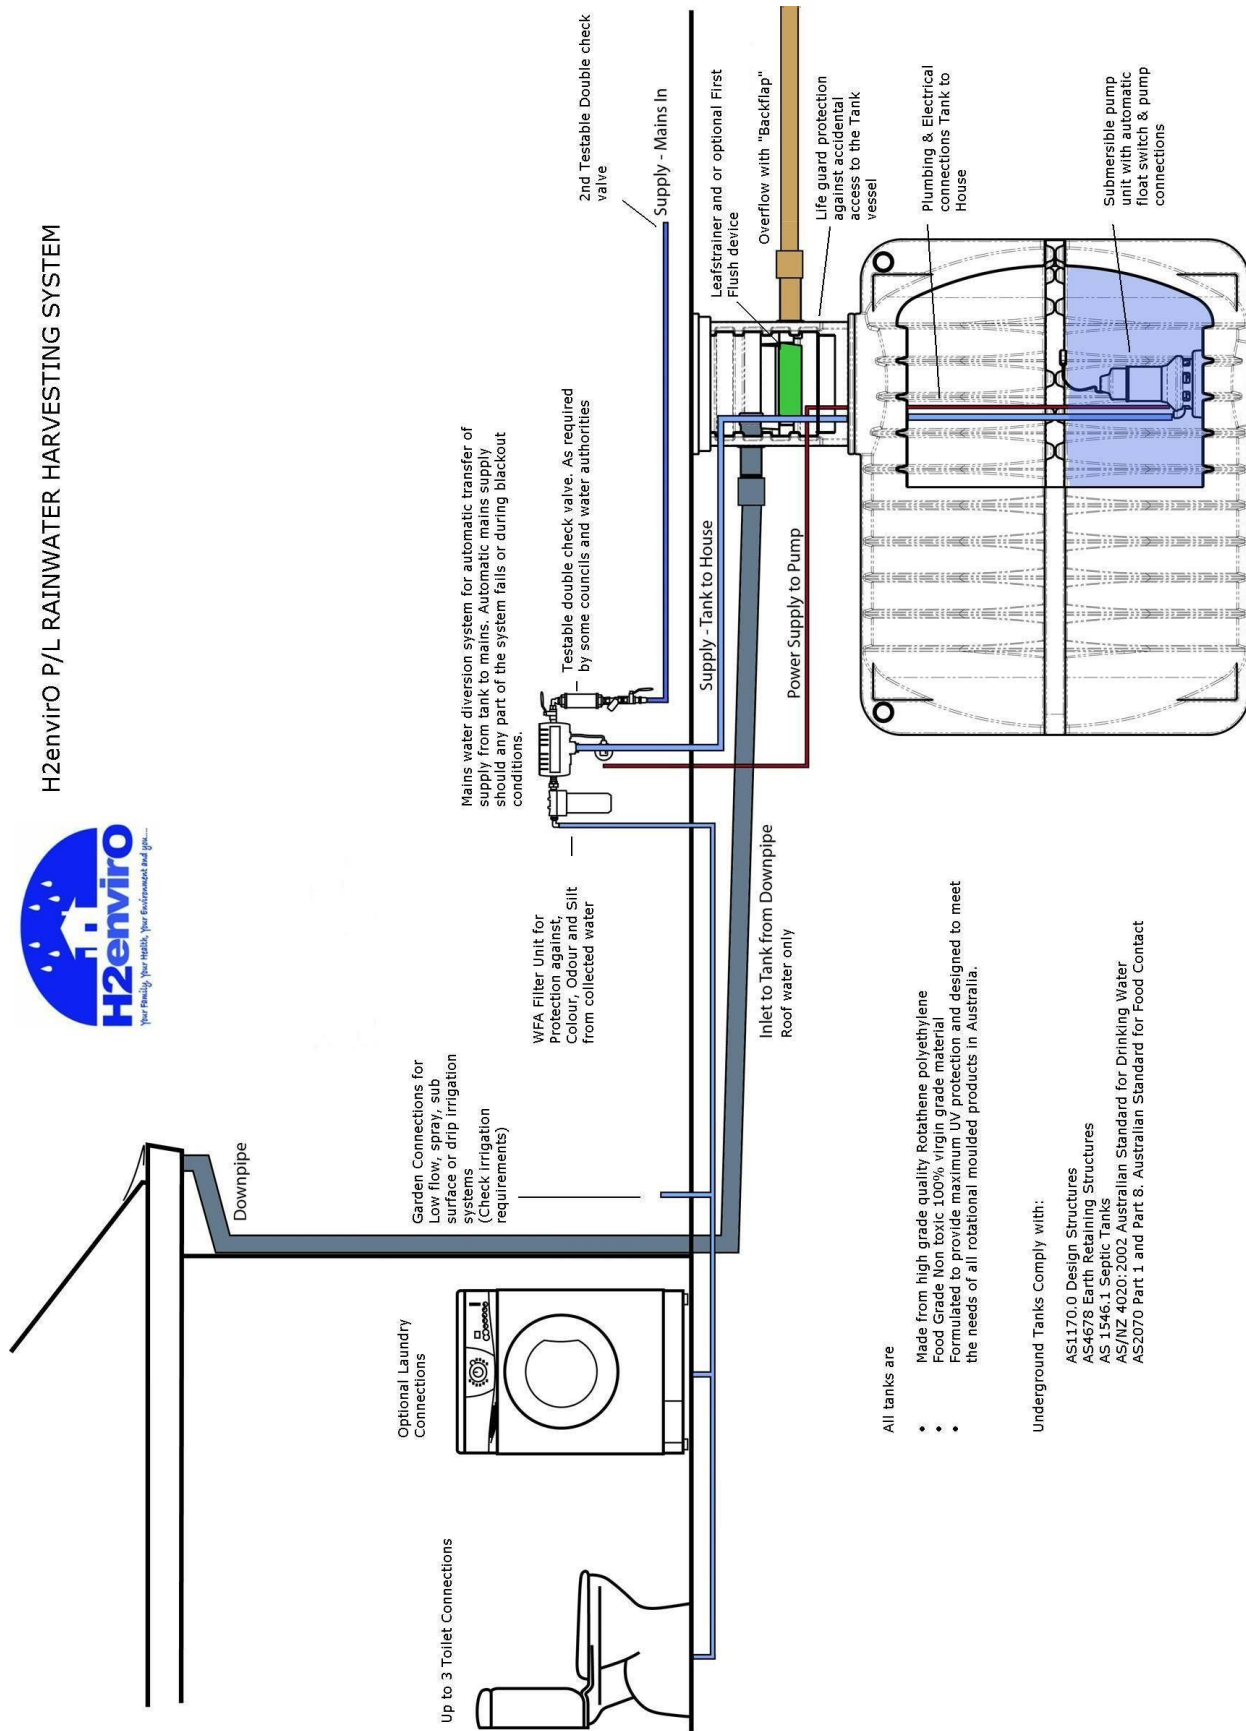 H2envirO P/L RAINWATER HARVESTING SYSTEM
H2envirO
Your Family, Your Health, Your Environment and you....
Downpipe
Up to 3 Toilet Connections
Optional Laundry
Connections
Garden Connections for
Low flow, spray, sub
surface or drip irrigation
systems
(Check irrigation
requirements)
WFA Filter Unit for
Protection against,
Colour, Odour and Silt
from collected water
Mains water diversion system for automatic transfer of
supply from tank to mains. Automatic mains supply
should any part of the system fails or during blackout
conditions.
Testable double check valve. As required
by some councils and water authorities
2nd Testable Double check
valve
Supply - Mains In
Supply - Tank to House
Power Supply to Pump
Inlet to Tank from Downpipe
Roof water only
Leafstrainer and or optional First
Flush device
Overflow with "Backflap"
Life guard protection
against accidental
access to the Tank
vessel
Plumbing & Electrical
connections Tank to
House
Submersible pump
unit with automatic
float switch & pump
connections
All tanks are
• Made from high grade quality Rotathene polyethylene
• Food Grade Non toxic 100% virgin grade material
• Formulated to provide maximum UV protection and designed to meet
the needs of all rotational moulded products in Australia.
Underground Tanks Comply with:
AS1170.0 Design Structures
AS4678 Earth Retaining Structures
AS 1546.1 Septic Tanks
AS/NZ 4020:2002 Australian Standard for Drinking Water
AS2070 Part 1 and Part 8. Australian Standard for Food Contact